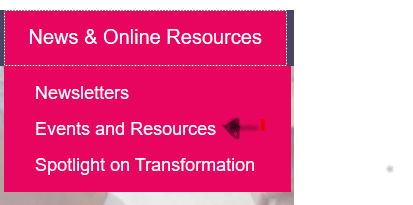 News & Online Resources
Newsletters
Events and Resources
Spotlight on Transformation